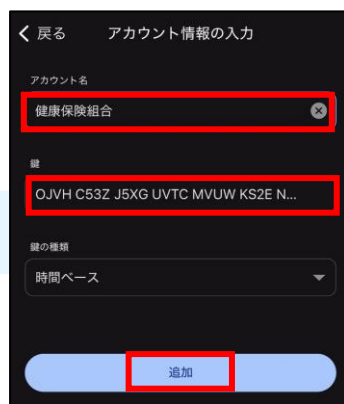 戻る アカウント情報の入力
アカウント名
健康保険組合
鍵
OJVH C53Z J5XG UVTC MVUW KS2E N...
鍵の種類
時間ベース
追加